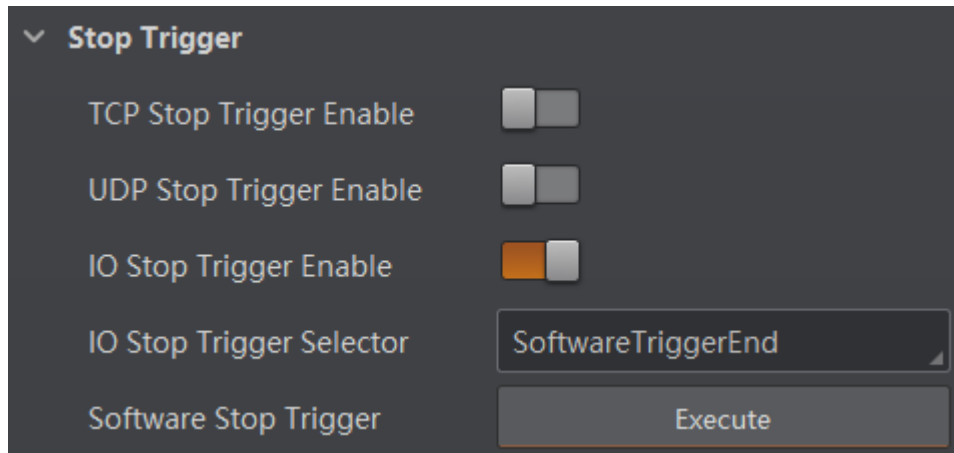 Stop Trigger
TCP Stop Trigger Enable
UDP Stop Trigger Enable
IO Stop Trigger Enable
IO Stop Trigger Selector SoftwareTriggerEnd
Software Stop Trigger Execute